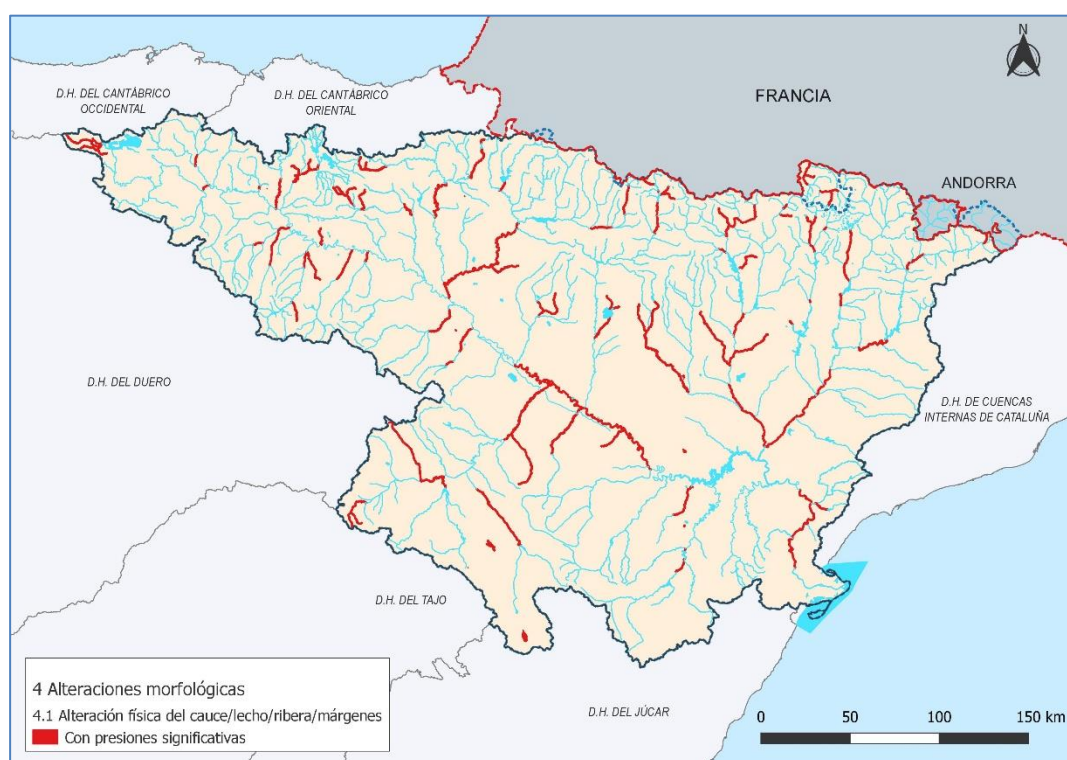 N
D.H. DEL CANTÁBRICO
OCCIDENTAL
D.H. DEL CANTÁBRICO
ORIENTAL
FRANCIA
ANDORRA
D.H. DEL DUERO
D.H. DE CUENCAS
INTERNAS DE CATALUÑA
D.H. DEL TAJO
D.H. DEL JÚCAR
4 Alteraciones morfológicas
4.1 Alteración física del cauce/lecho/ribera/márgenes
Con presiones significativas
0 50 100 150 km